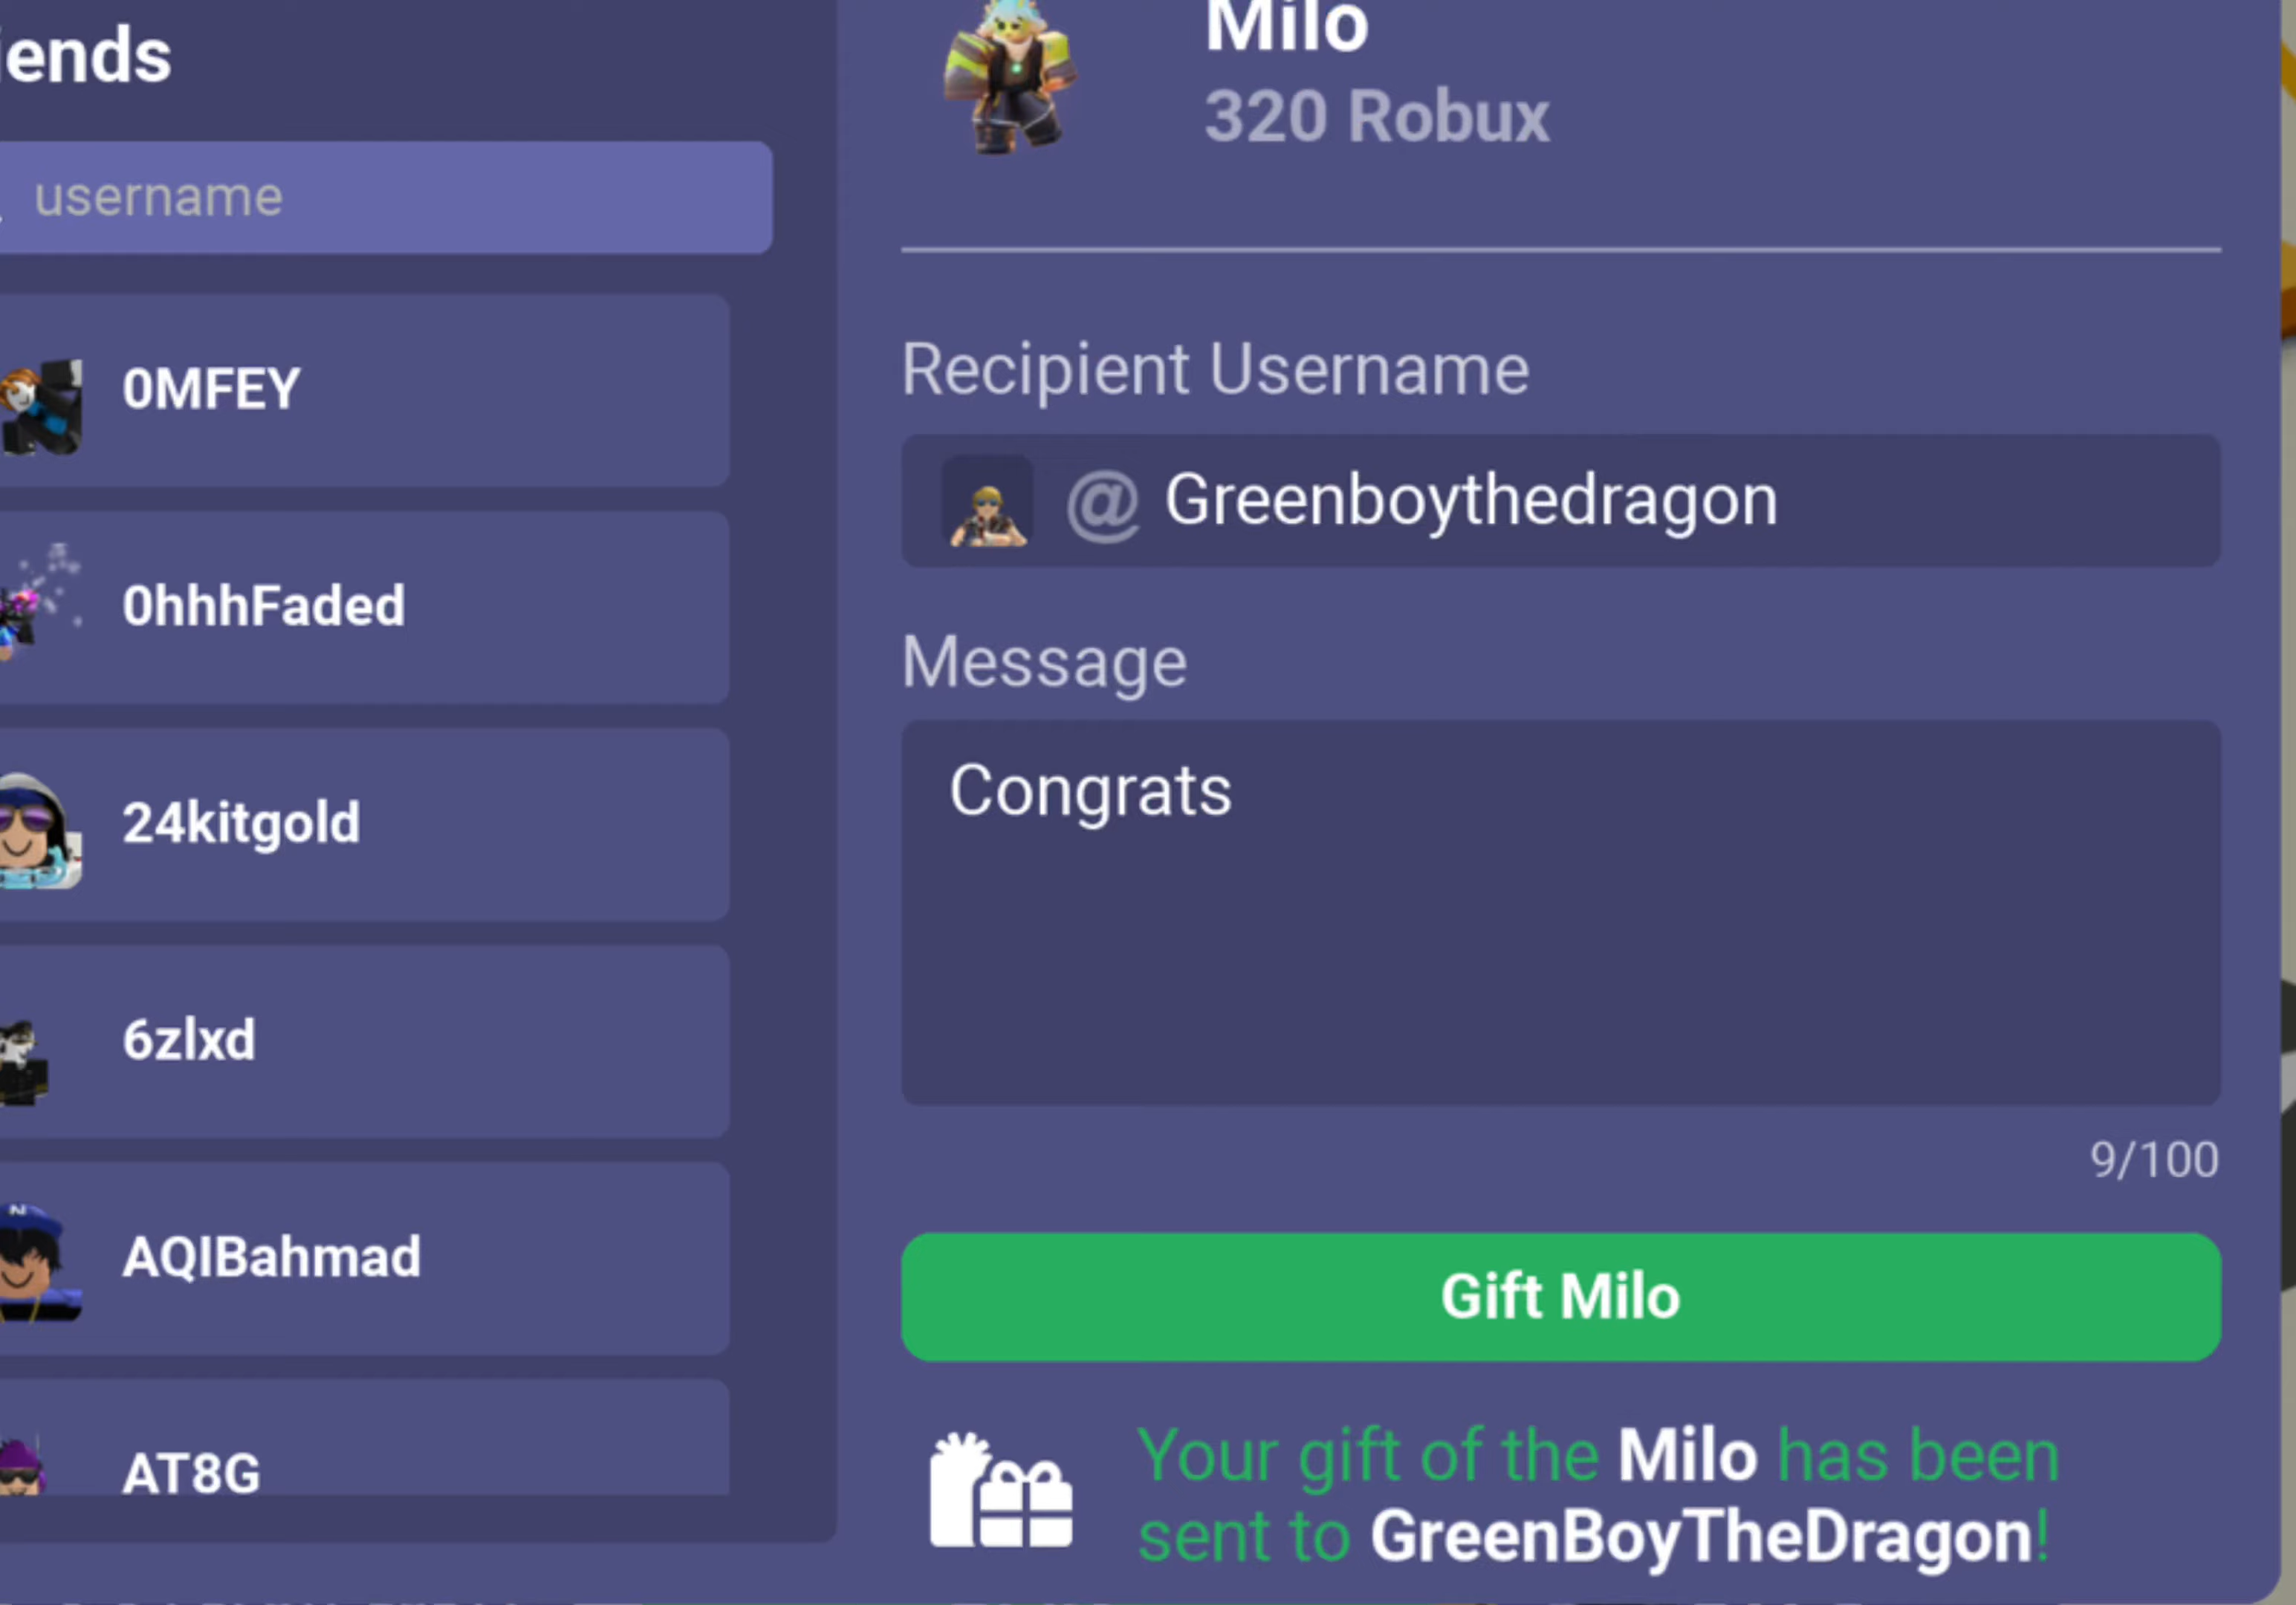 iends
username
0MFEY
0hhhFaded
24kitgold
6zlxd
AQIBahmad
AT8G
Milo
320 Robux
Recipient Username
@ Greenboythedragon
Message
Congrats
9/100
Gift Milo
Your gift of the Milo has been
sent to GreenBoyTheDragon!